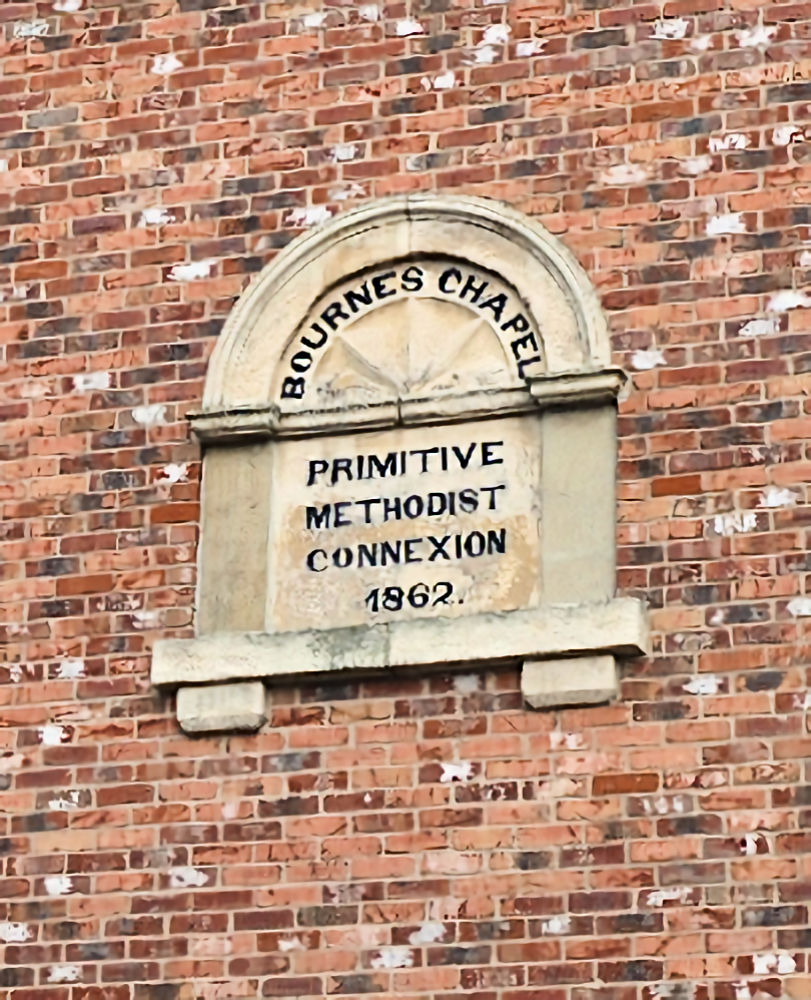 BOURNES CHAPEL
PRIMITIVE
METHODIST
CONNEXION
1862.